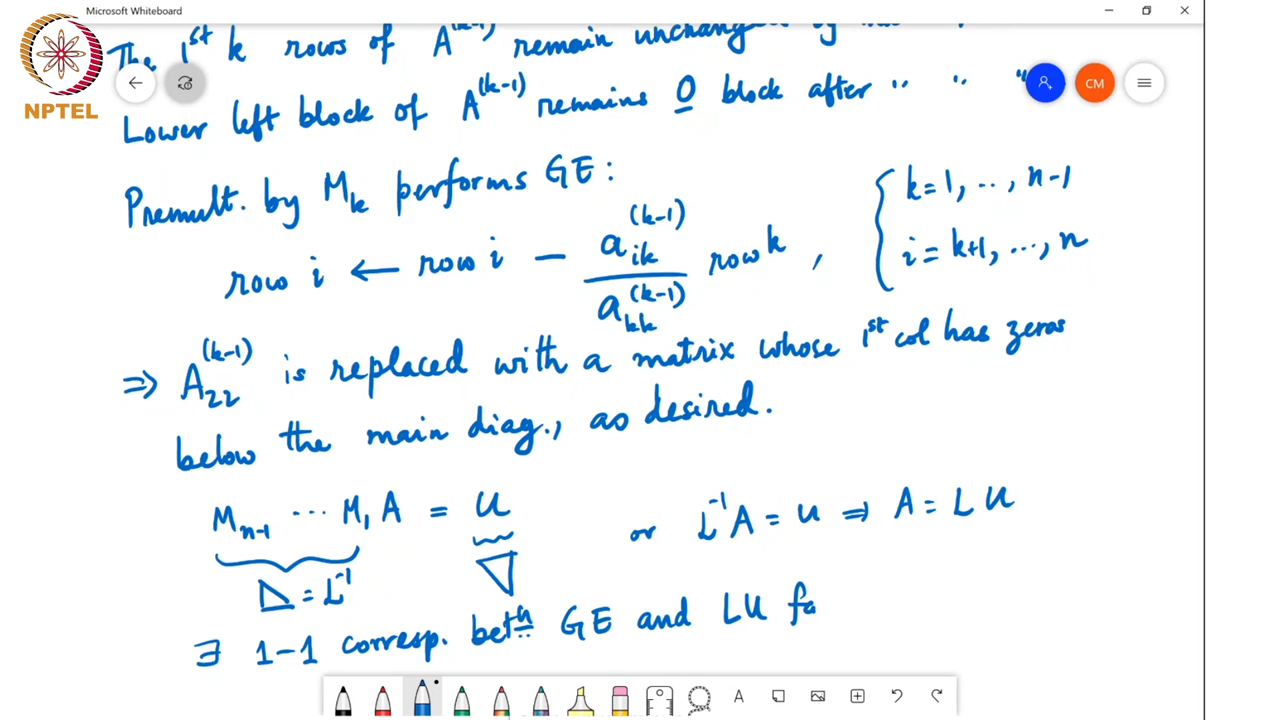 Microsoft Whiteboard
The 1st k rows of A^(k-1) remain unchanged by
NPTEL
CM
Lower left block of A^(k-1) remains 0 block after " " "
Premult. by M_k performs GE:
row i ← row i − a_ik^(k-1) / a_kk^(k-1) row k , { k=1, .., n-1
i = k+1, ..., n
⇒ A_22^(k-1) is replaced with a matrix whose 1st col has zeros
below the main diag., as desired.
M_n-1 ... M_1 A = U or L^-1 A = U ⇒ A = L U
= L^-1
∃ 1-1 corresp. betn GE and LU fa
A